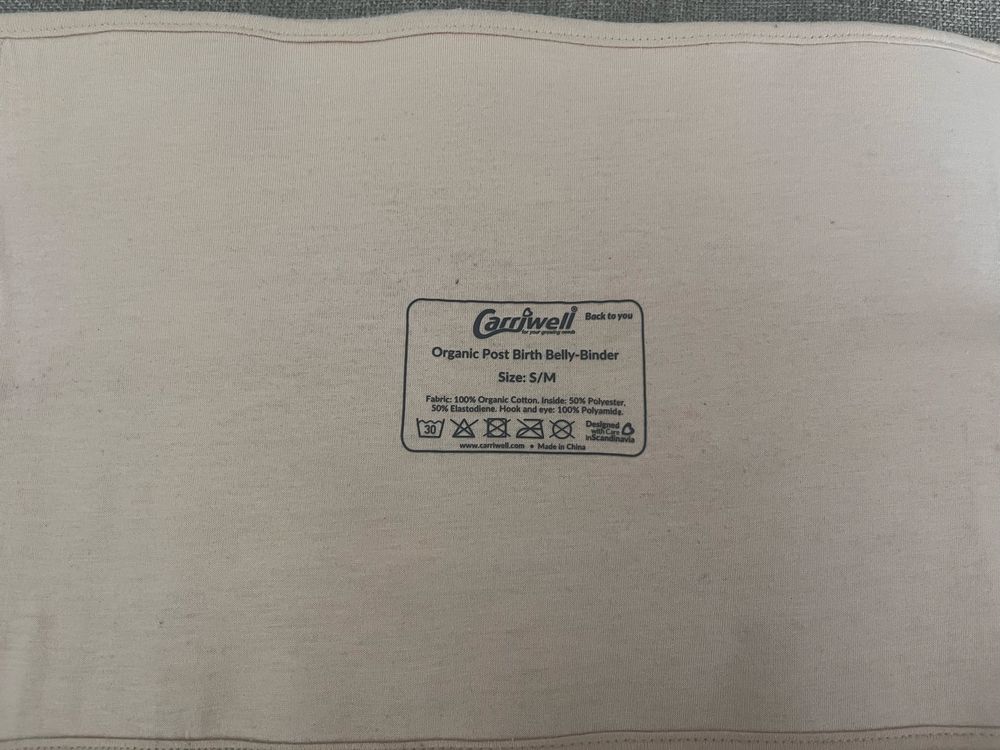 Carriwell®
for your growing needs
Back to you
Organic Post Birth Belly-Binder
Size: S/M
Fabric: 100% Organic Cotton. Inside: 50% Polyester,
50% Elastodiene. Hook and eye: 100% Polyamide.
30
Designed
with Care
inScandinavia
www.carriwell.com • Made in China